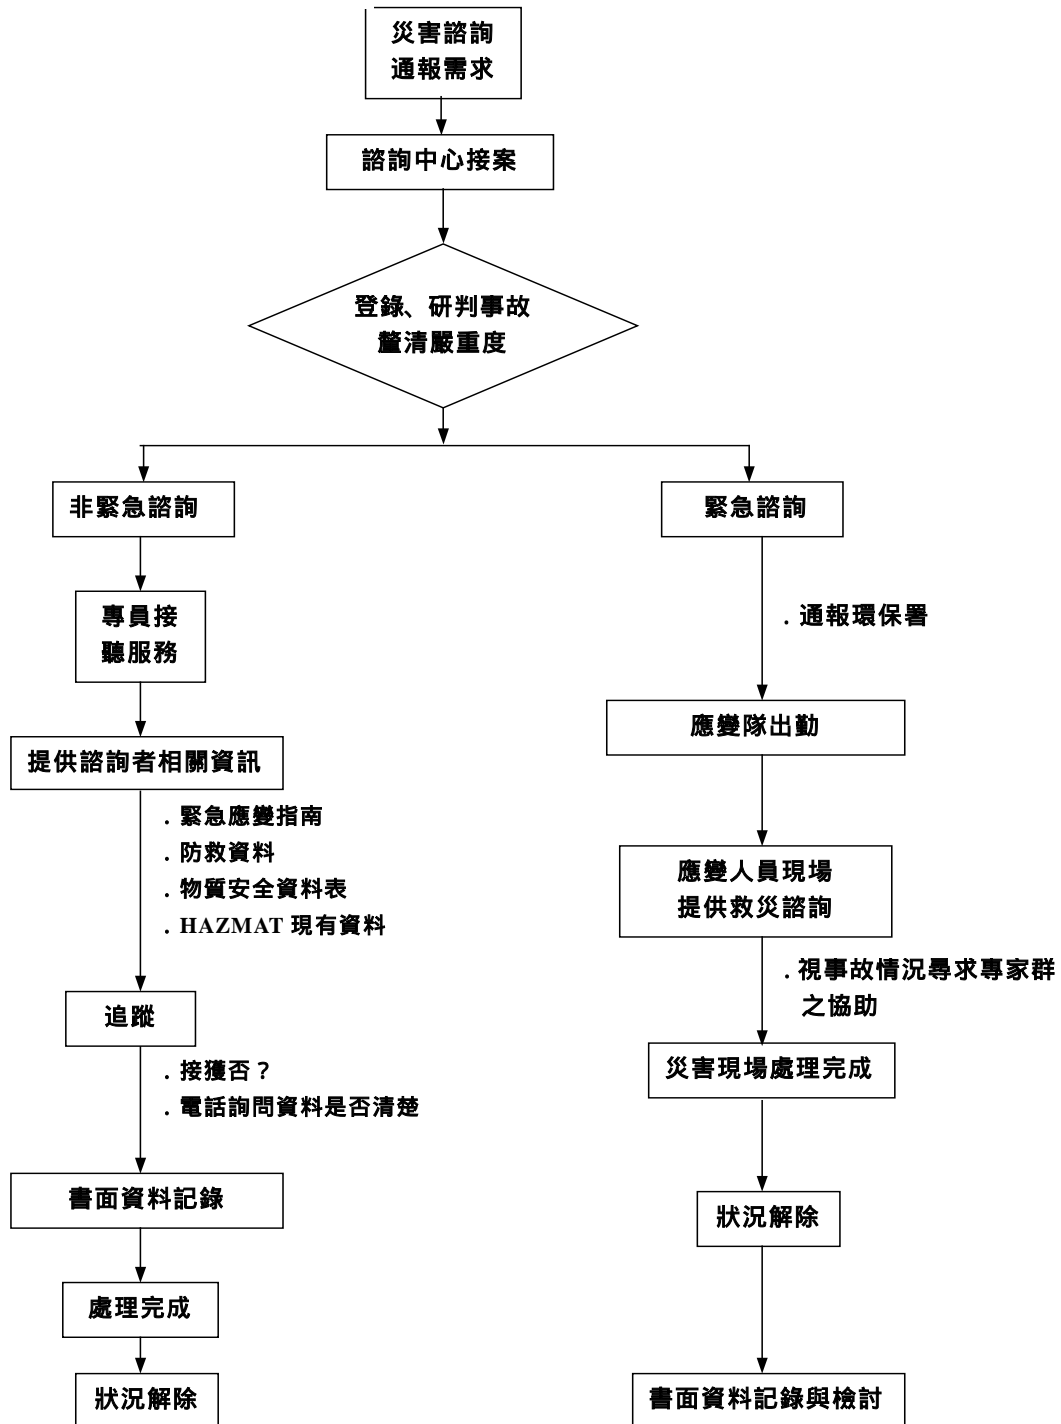 災害諮詢
通報需求
諮詢中心接案
登錄、研判事故
釐清嚴重度
非緊急諮詢
專員接
聽服務
提供諮詢者相關資訊
. 緊急應變指南
. 防救資料
. 物質安全資料表
. HAZMAT 現有資料
追蹤
. 接獲否？
. 電話詢問資料是否清楚
書面資料記錄
處理完成
狀況解除
緊急諮詢
. 通報環保署
應變隊出勤
應變人員現場
提供救災諮詢
. 視事故情況尋求專家群
之協助
災害現場處理完成
狀況解除
書面資料記錄與檢討